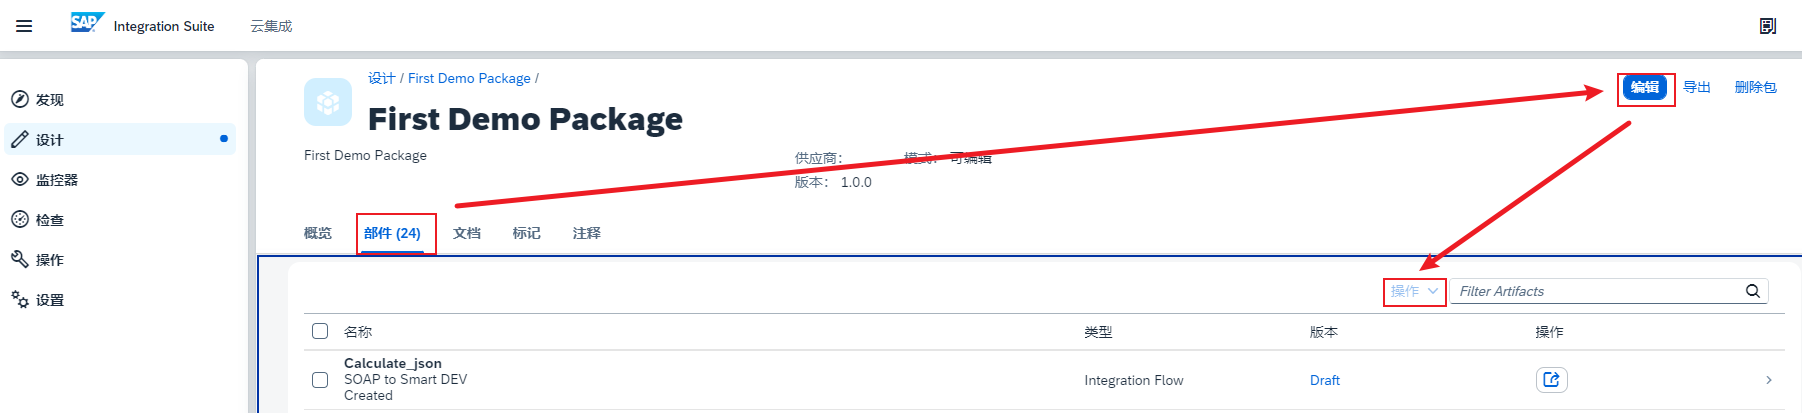 SAP Integration Suite 云集成
发现
设计
监控器
检查
操作
设置
设计 / First Demo Package /
First Demo Package
编辑 导出 删除包
First Demo Package
供应商： 模式： 可编辑
版本： 1.0.0
概览 部件 (24) 文档 标记 注释
操作 Filter Artifacts
名称 类型 版本 操作
Calculate_json
SOAP to Smart DEV
Created
Integration Flow Draft